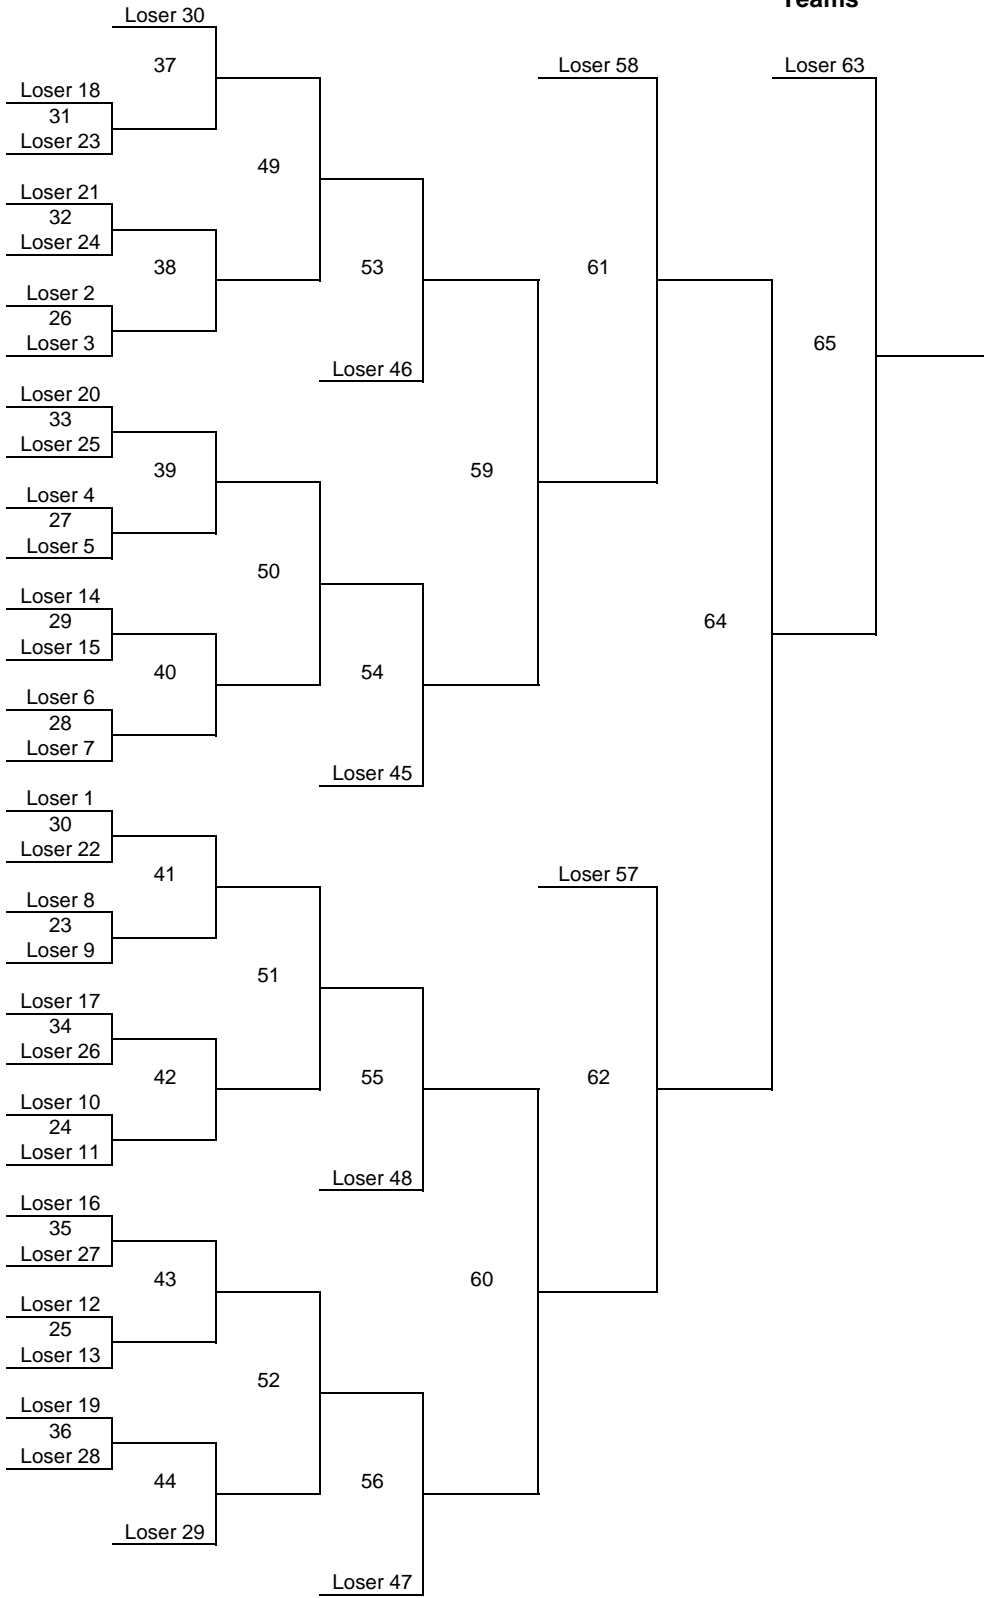 Teams
Loser 30
37
Loser 58
Loser 63
Loser 18
31
Loser 23
49
Loser 21
32
Loser 24
38
53
61
Loser 2
26
Loser 3
65
Loser 46
Loser 20
33
Loser 25
39
59
Loser 4
27
Loser 5
50
Loser 14
29
Loser 15
64
40
54
Loser 6
28
Loser 7
Loser 45
Loser 1
30
Loser 22
41
Loser 57
Loser 8
23
Loser 9
51
Loser 17
34
Loser 26
42
55
62
Loser 10
24
Loser 11
Loser 48
Loser 16
35
Loser 27
43
60
Loser 12
25
Loser 13
52
Loser 19
36
Loser 28
44
56
Loser 29
Loser 47